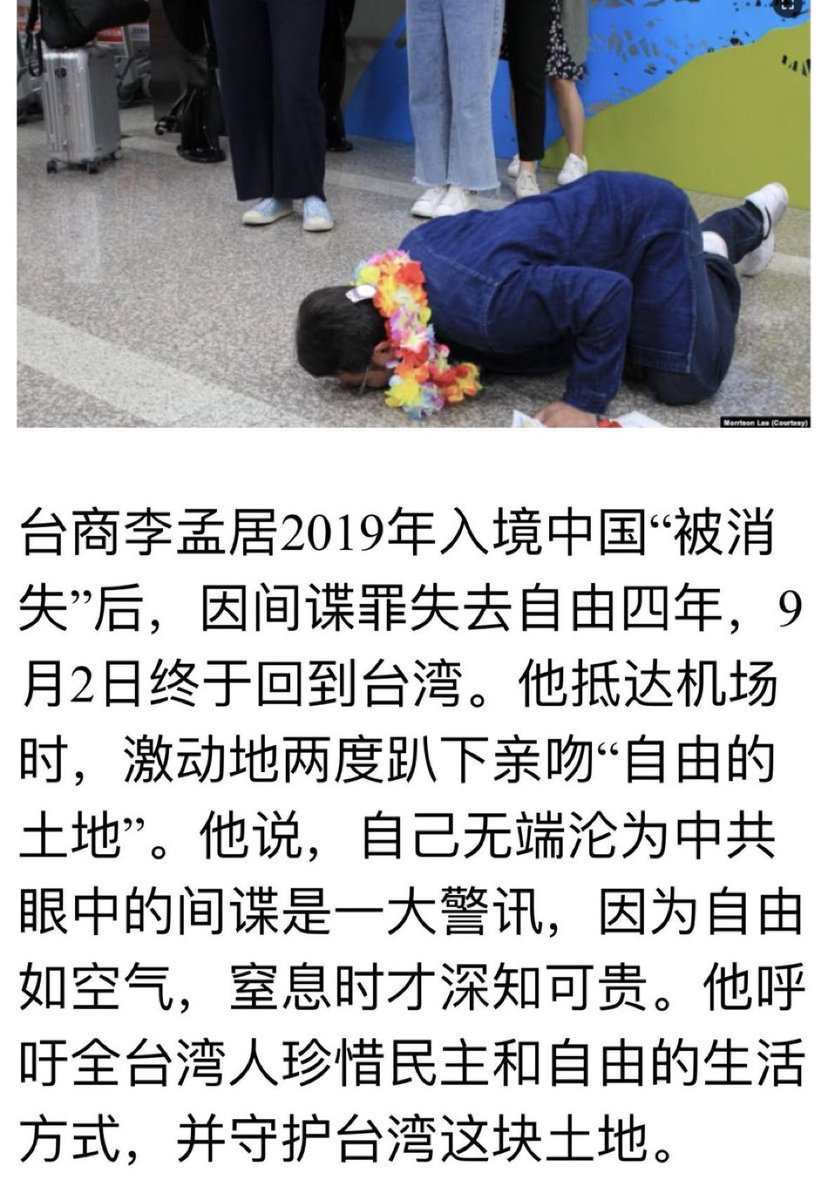 Morrison Lee (Courtesy)
台商李孟居2019年入境中国“被消
失”后，因间谍罪失去自由四年，9
月2日终于回到台湾。他抵达机场
时，激动地两度趴下亲吻“自由的
土地”。他说，自己无端沦为中共
眼中的间谍是一大警讯，因为自由
如空气，窒息时才深知可贵。他呼
吁全台湾人珍惜民主和自由的生活
方式，并守护台湾这块土地。